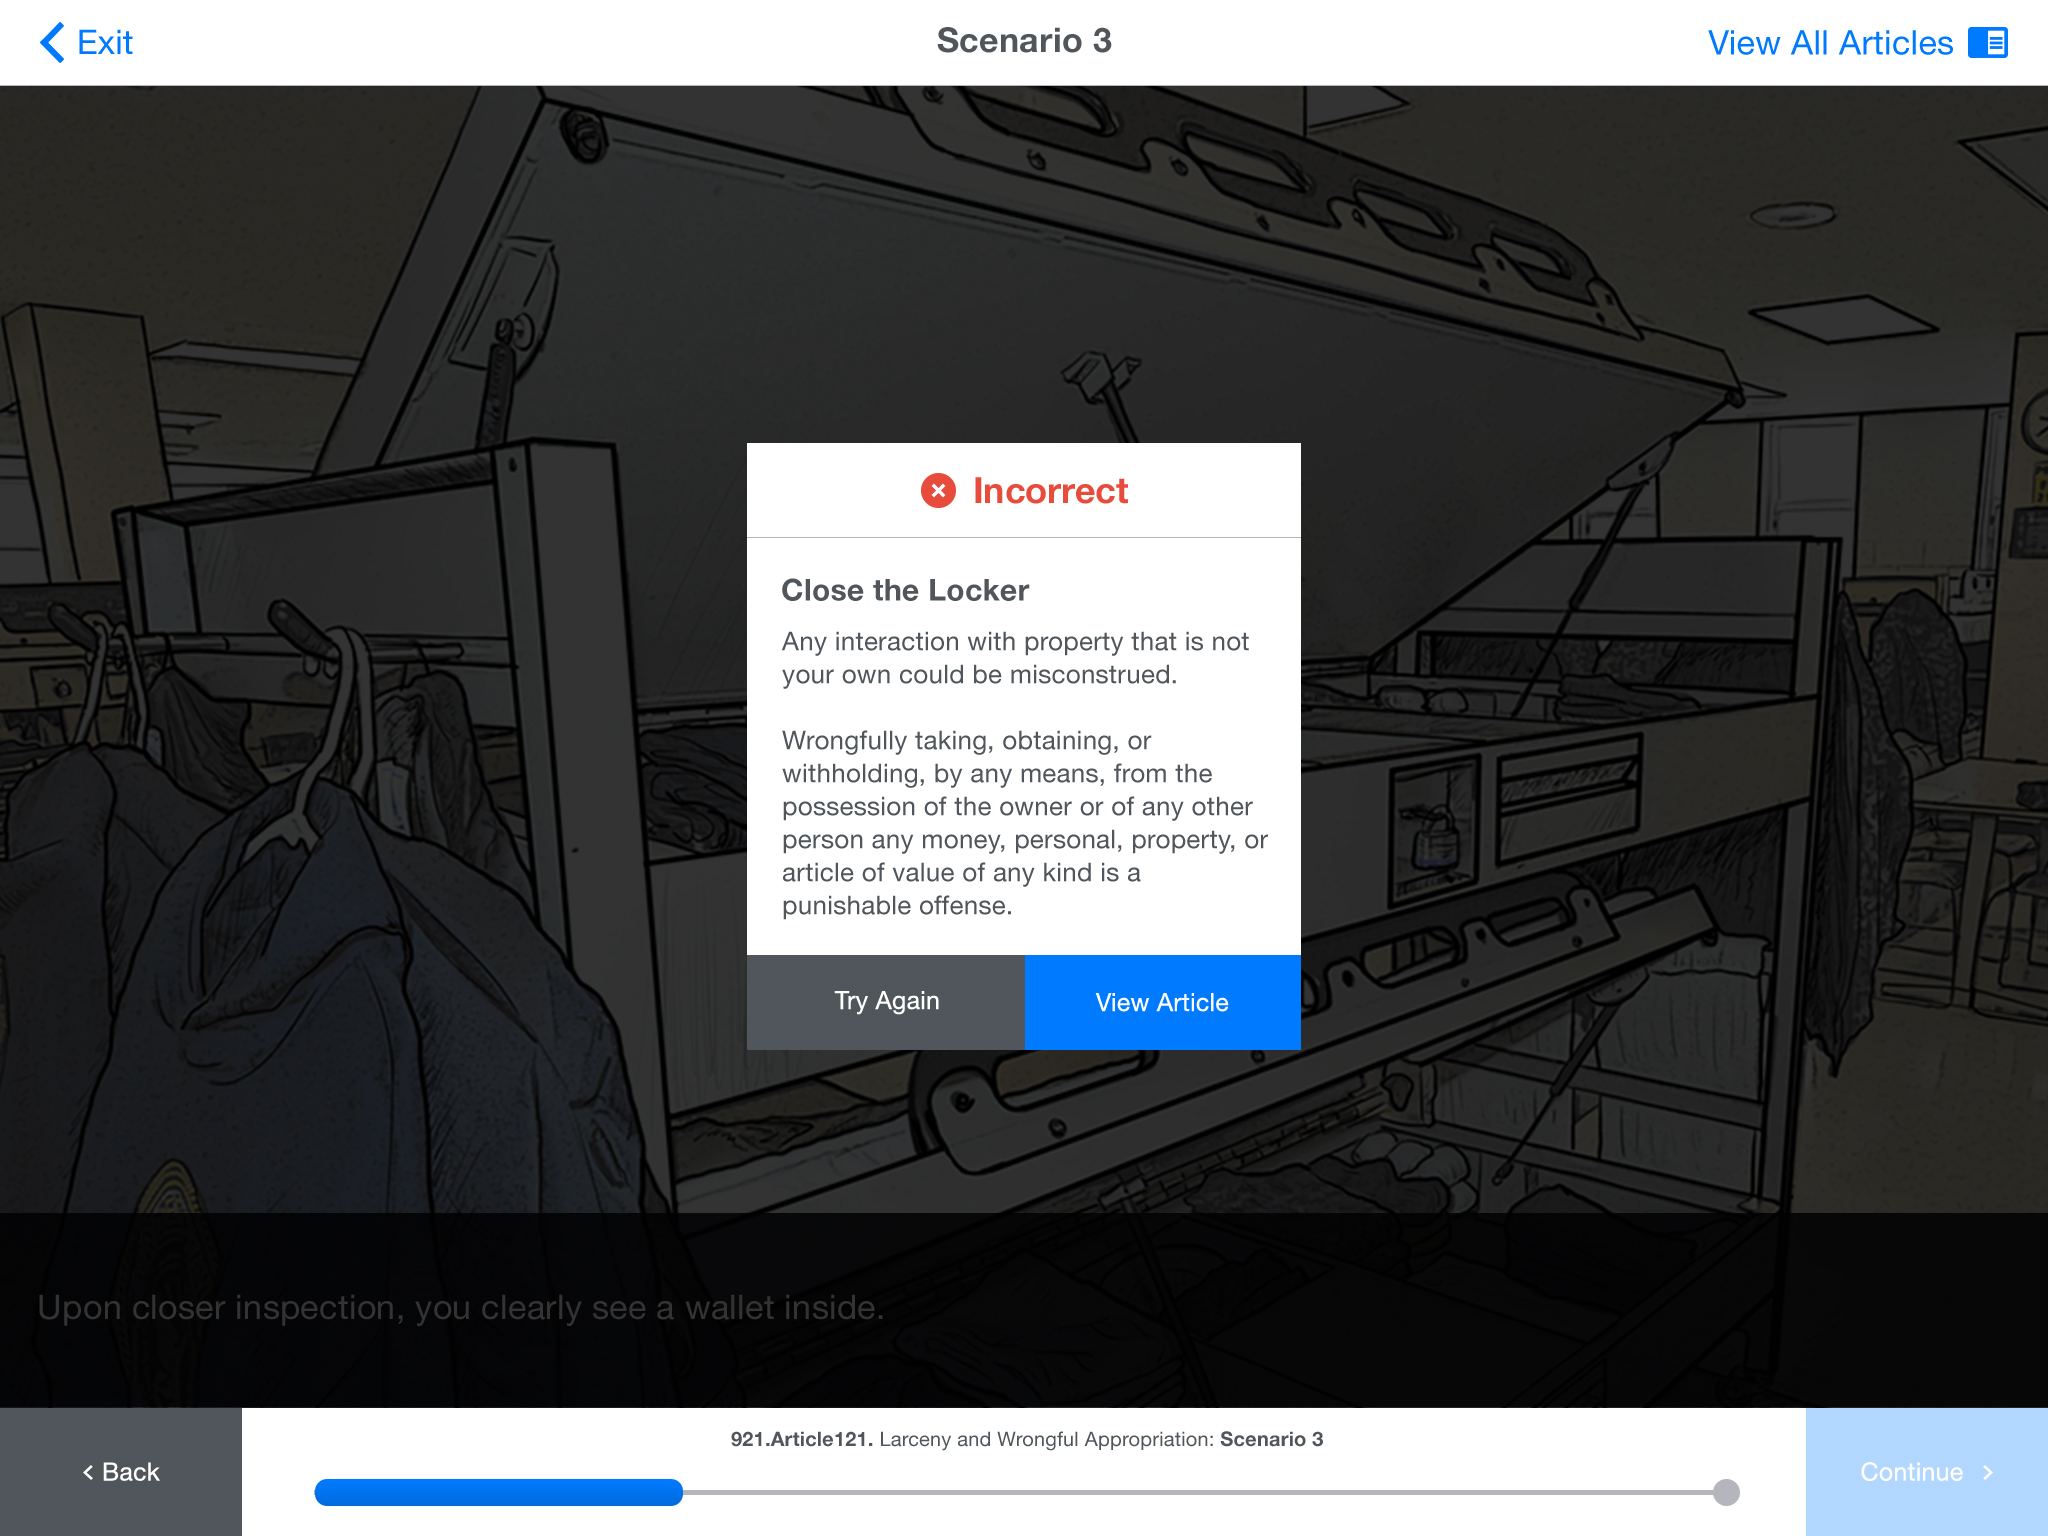 Exit
Scenario 3
View All Articles
Incorrect
Close the Locker
Any interaction with property that is not
your own could be misconstrued.
Wrongfully taking, obtaining, or
withholding, by any means, from the
possession of the owner or of any other
person any money, personal, property, or
article of value of any kind is a
punishable offense.
Try Again
View Article
Upon closer inspection, you clearly see a wallet inside.
921.Article121. Larceny and Wrongful Appropriation: Scenario 3
Back
Continue